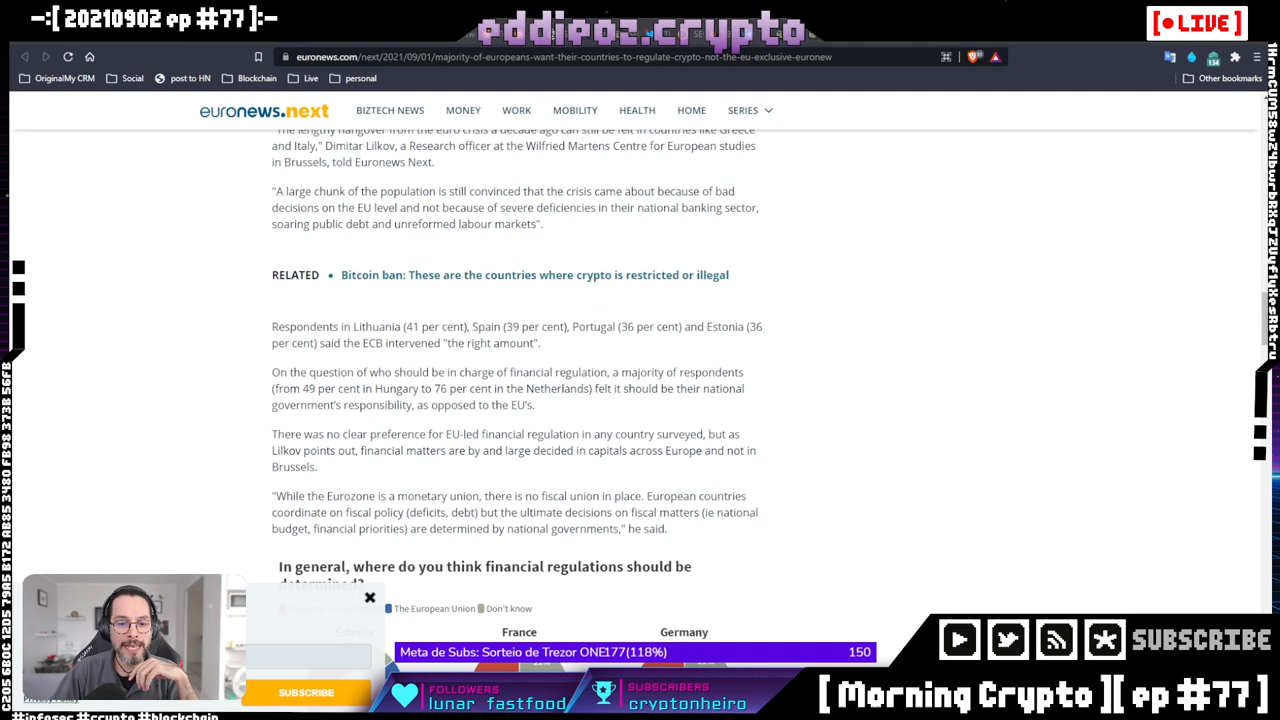 -:[ 20210902 ep #77]:-
eddieoz.crypto
[● LIVE]
euronews.com/next/2021/09/01/majority-of-europeans-want-their-countries-to-regulate-crypto-not-the-eu-exclusive-euronew
134
OriginalMy CRM
Social
post to HN
Blockchain
Live
personal
Other bookmarks
euronews.next
BIZTECH NEWS
MONEY
WORK
MOBILITY
HEALTH
HOME
SERIES
"The lengthy hangover from the euro crisis a decade ago can still be felt in countries like Greece
and Italy," Dimitar Lilkov, a Research officer at the Wilfried Martens Centre for European studies
in Brussels, told Euronews Next.
"A large chunk of the population is still convinced that the crisis came about because of bad
decisions on the EU level and not because of severe deficiencies in their national banking sector,
soaring public debt and unreformed labour markets".
RELATED • Bitcoin ban: These are the countries where crypto is restricted or illegal
Respondents in Lithuania (41 per cent), Spain (39 per cent), Portugal (36 per cent) and Estonia (36
per cent) said the ECB intervened "the right amount".
On the question of who should be in charge of financial regulation, a majority of respondents
(from 49 per cent in Hungary to 76 per cent in the Netherlands) felt it should be their national
government's responsibility, as opposed to the EU's.
There was no clear preference for EU-led financial regulation in any country surveyed, but as
Lilkov points out, financial matters are by and large decided in capitals across Europe and not in
Brussels.
"While the Eurozone is a monetary union, there is no fiscal union in place. European countries
coordinate on fiscal policy (deficits, debt) but the ultimate decisions on fiscal matters (ie national
budget, financial priorities) are determined by national governments," he said.
In general, where do you think financial regulations should be
determined?
The European Union
Don't know
Estonia
France
Germany
Meta de Subs: Sorteio de Trezor ONE177(118%)
150
SUBSCRIBE
Privacy Policy
FOLLOWERS
lunar_fastfood
SUBSCRIBERS
cryptonheiro
SUBSCRIBE
[ Morning Crypto ][ ep #77 ]
#infosec #crypto #blockchain